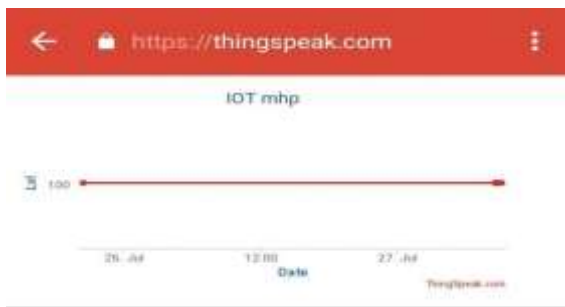 https://thingspeak.com
IOT mhp
100
26. Jul
12:00
27. Jul
Date
ThingSpeak.com